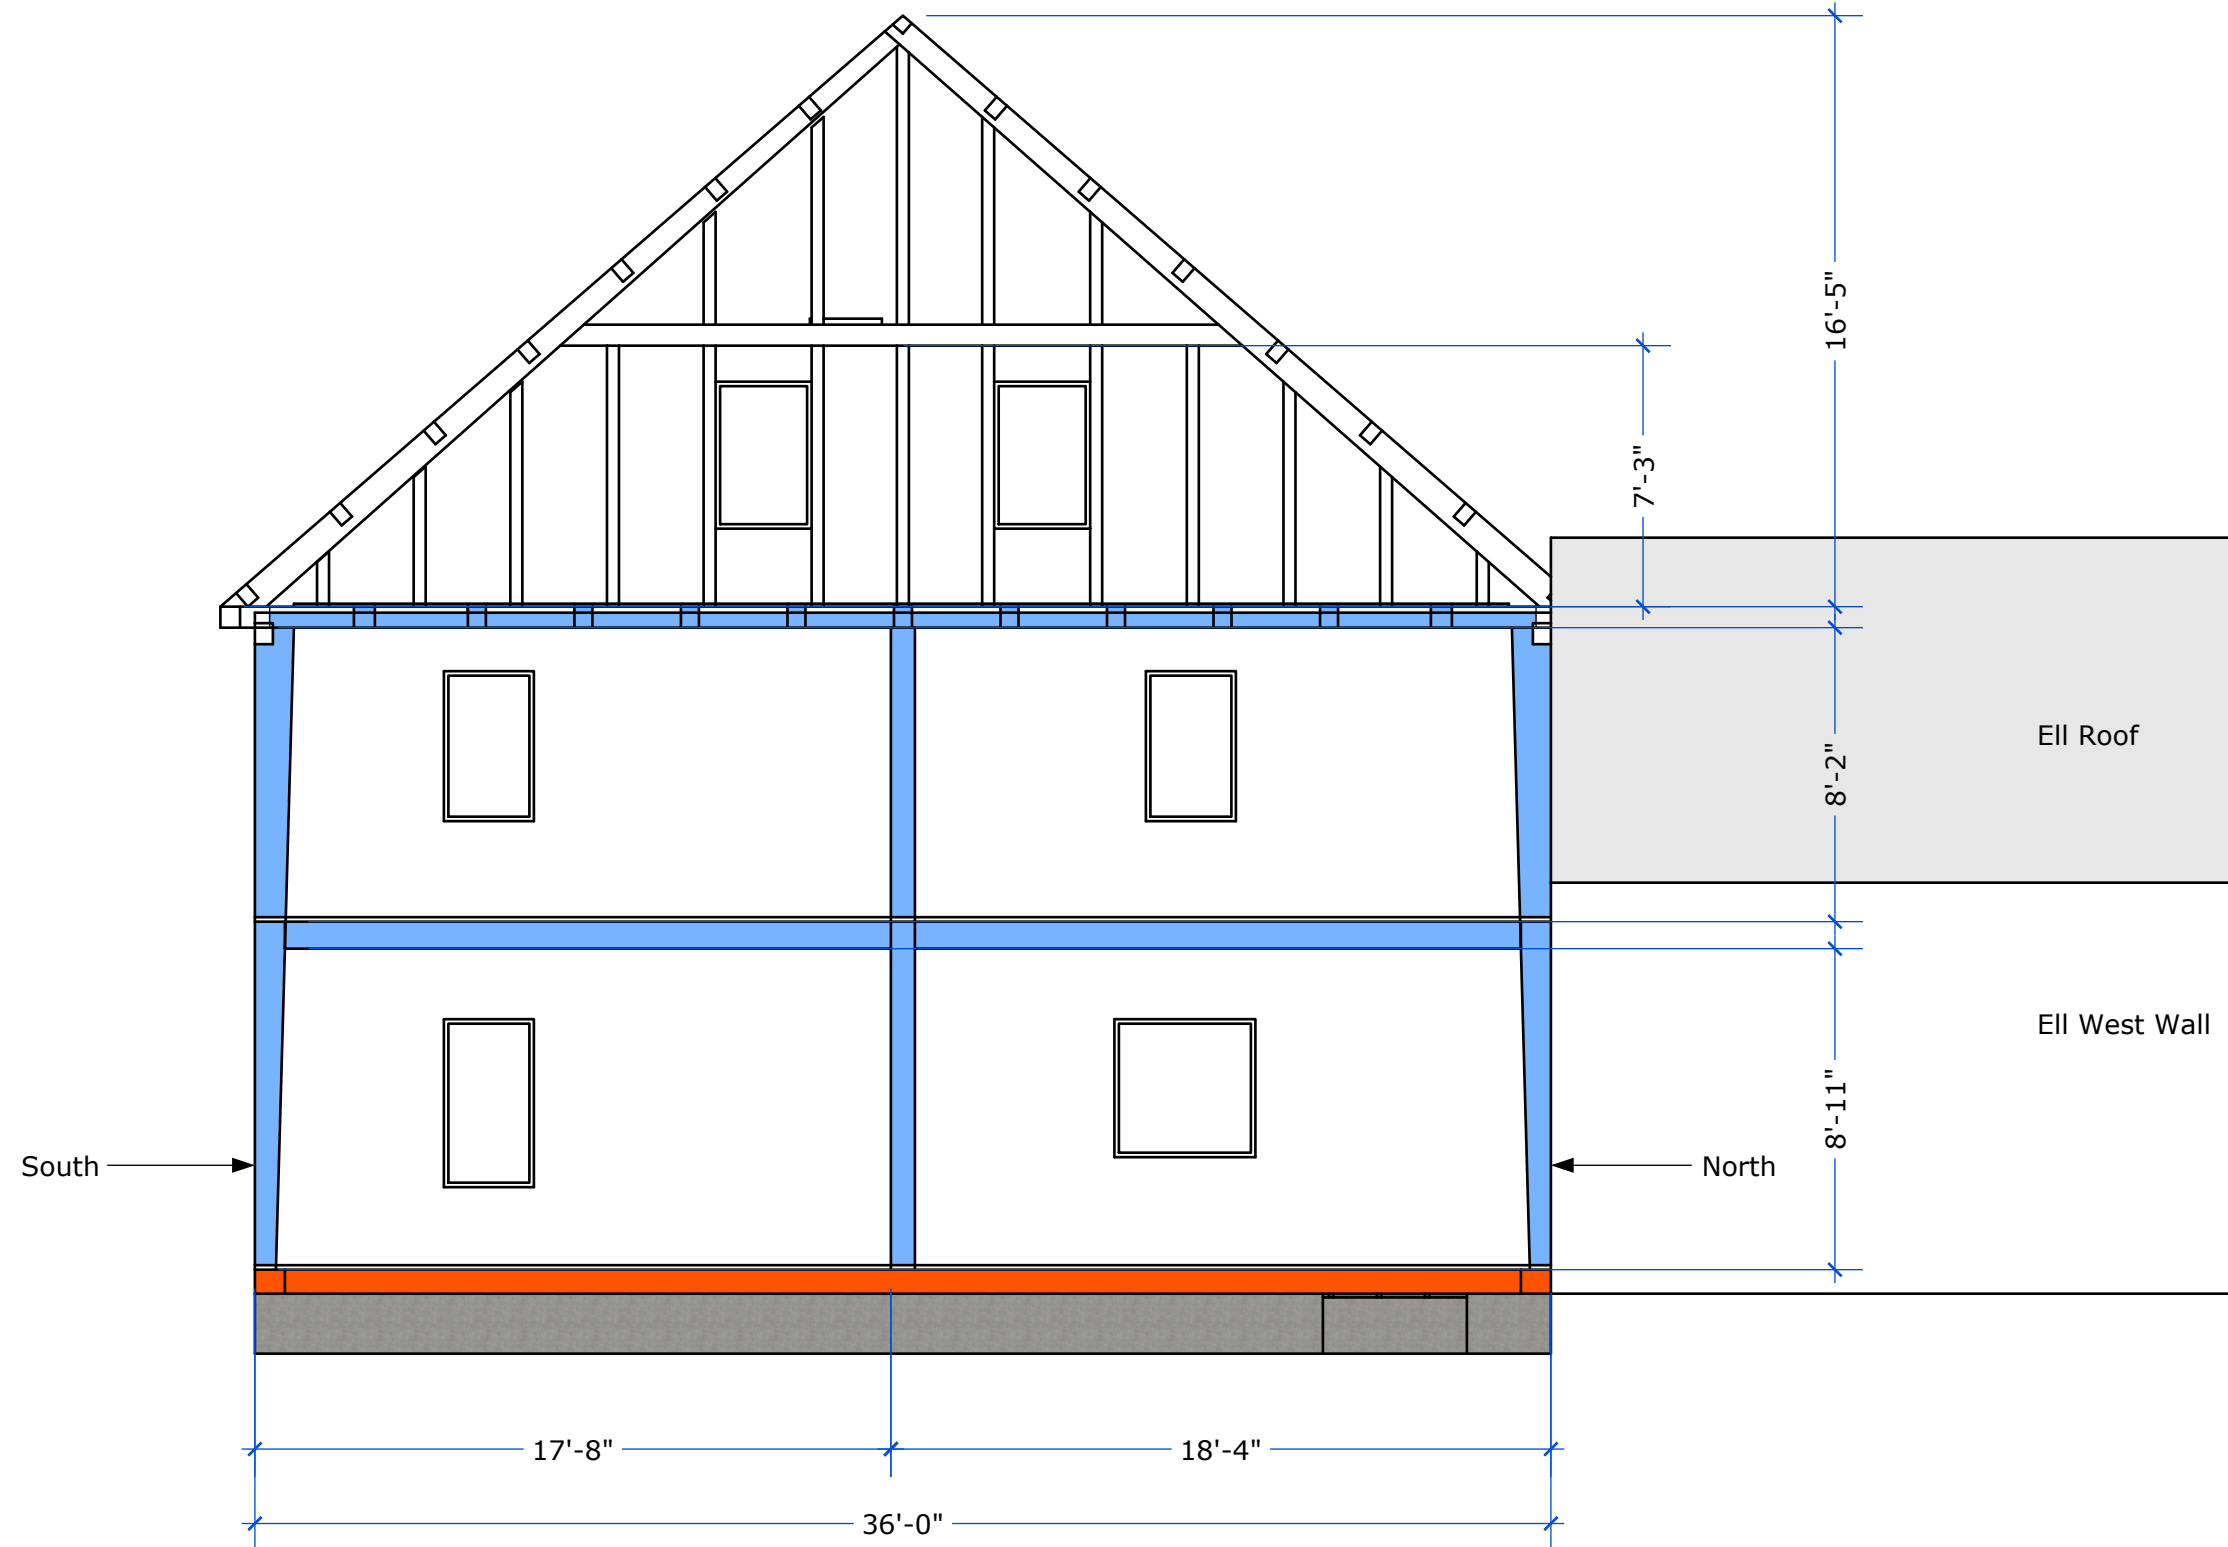 16'-5"
7'-3"
Ell Roof
8'-2"
Ell West Wall
8'-11"
South
North
17'-8"
18'-4"
36'-0"